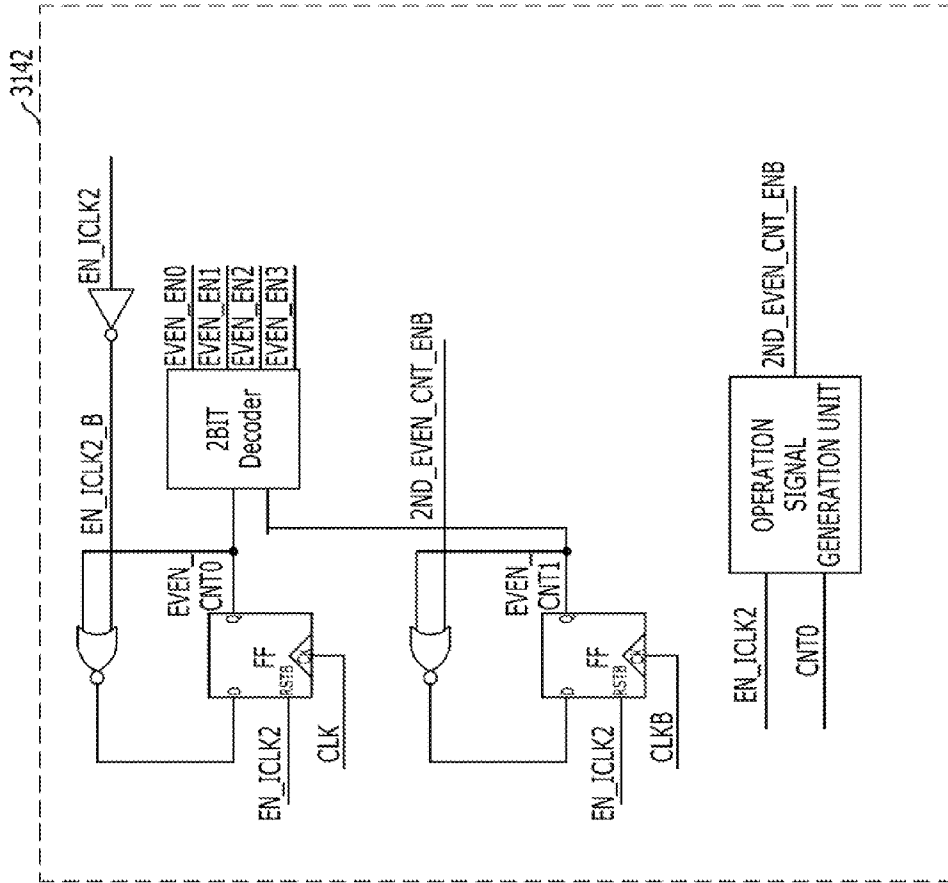 3142
EN_ICLK2
EN_ICLK2_B
EVEN_
CNT0
D
Q
FF
RSTB
CK
EN_ICLK2
CLK
2BIT
Decoder
EVEN_EN0
EVEN_EN1
EVEN_EN2
EVEN_EN3
2ND_EVEN_CNT_ENB
EVEN_
CNT1
D
Q
FF
RSTB
CK
EN_ICLK2
CLKB
EN_ICLK2
CNT0
OPERATION
SIGNAL
GENERATION UNIT
2ND_EVEN_CNT_ENB